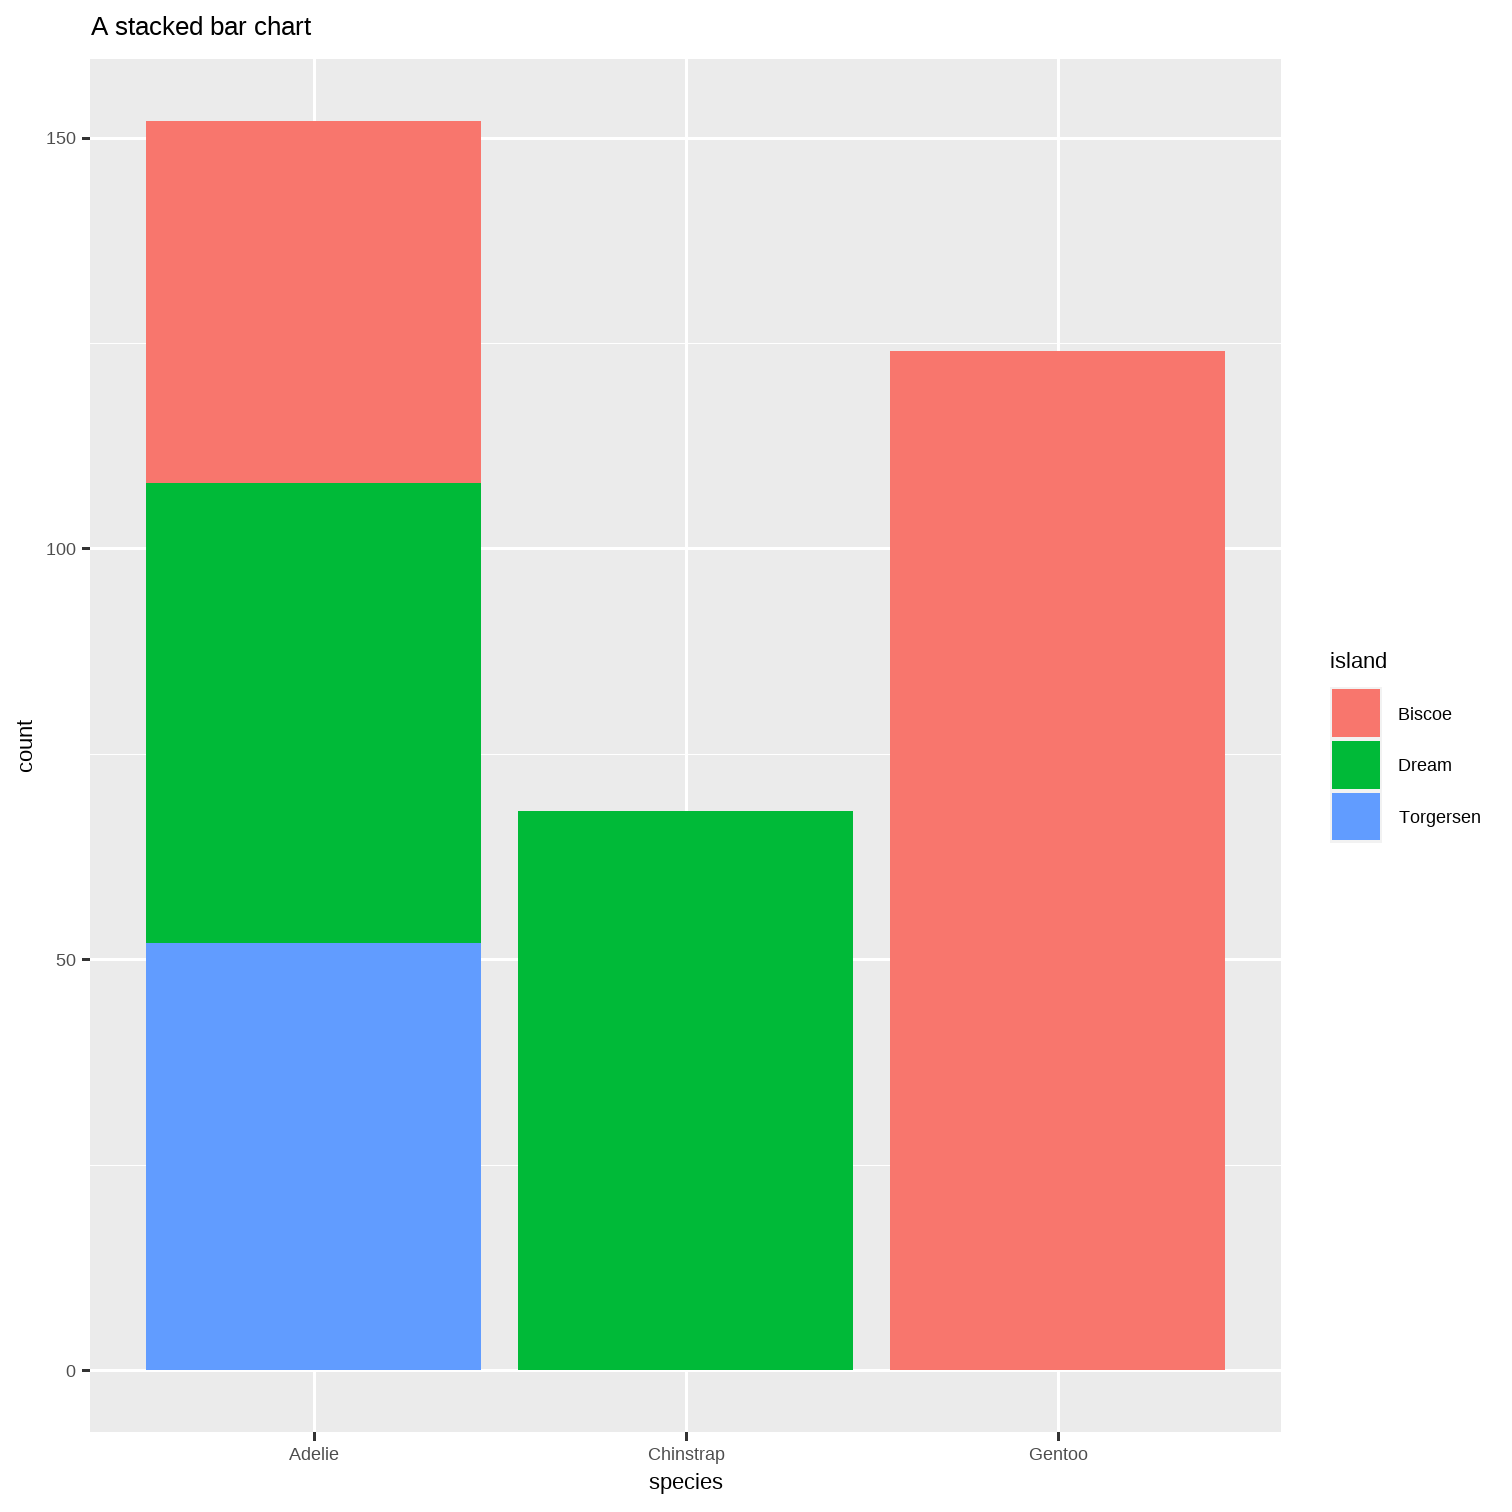 A stacked bar chart
150
100
50
0
count
Adelie
Chinstrap
Gentoo
species
island
Biscoe
Dream
Torgersen